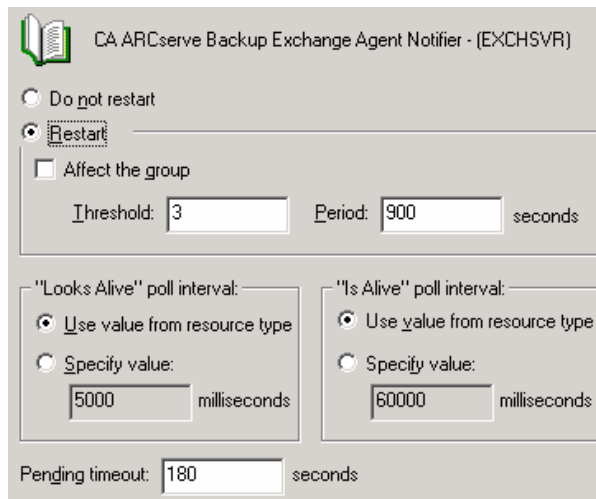 CA ARCserve Backup Exchange Agent Notifier - (EXCHSVR)
Do not restart
Restart
Affect the group
Threshold: 3 Period: 900 seconds
"Looks Alive" poll interval: "Is Alive" poll interval:
Use value from resource type Use value from resource type
Specify value: Specify value:
5000 milliseconds 60000 milliseconds
Pending timeout: 180 seconds